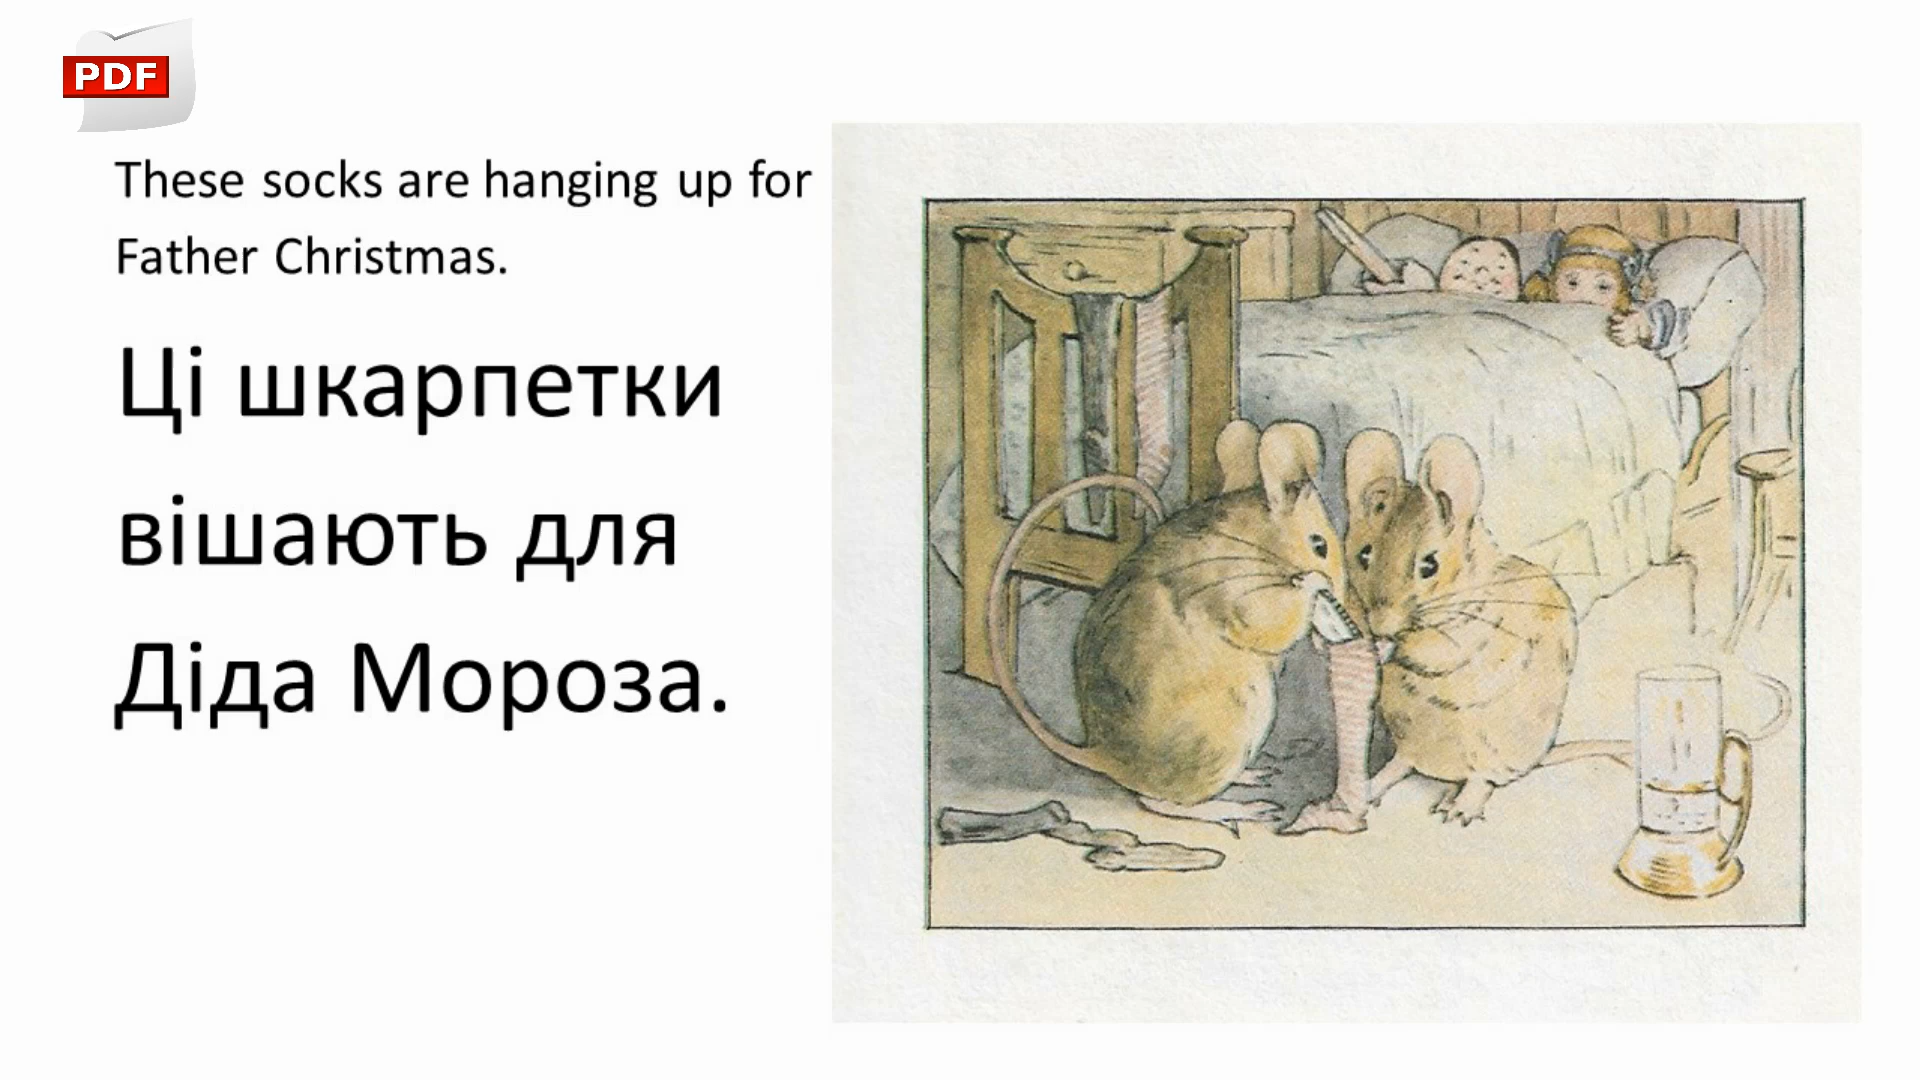 PDF
These socks are hanging up for
Father Christmas.
Ці шкарпетки
вішають для
Діда Мороза.